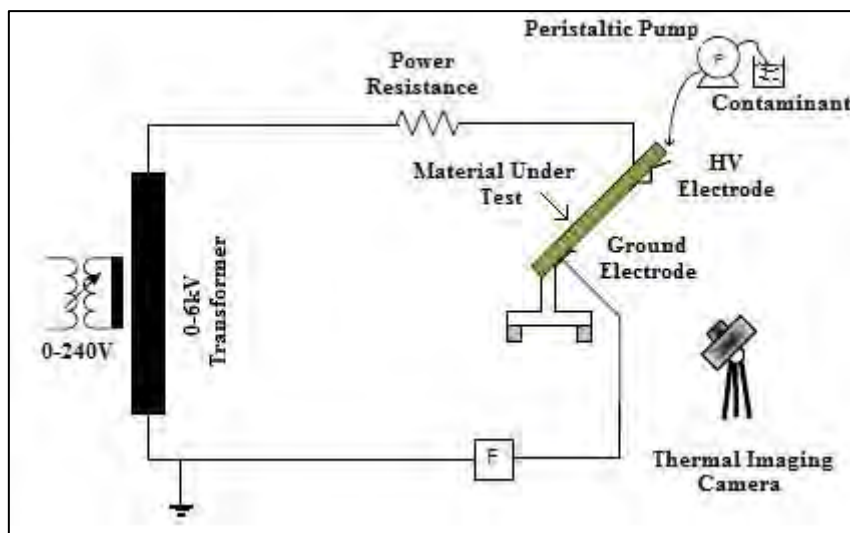 Peristaltic Pump
P
Contaminant
Power
Resistance
HV
Electrode
Material Under
Test
Ground
Electrode
0-6kV
Transformer
0-240V
F
Thermal Imaging
Camera